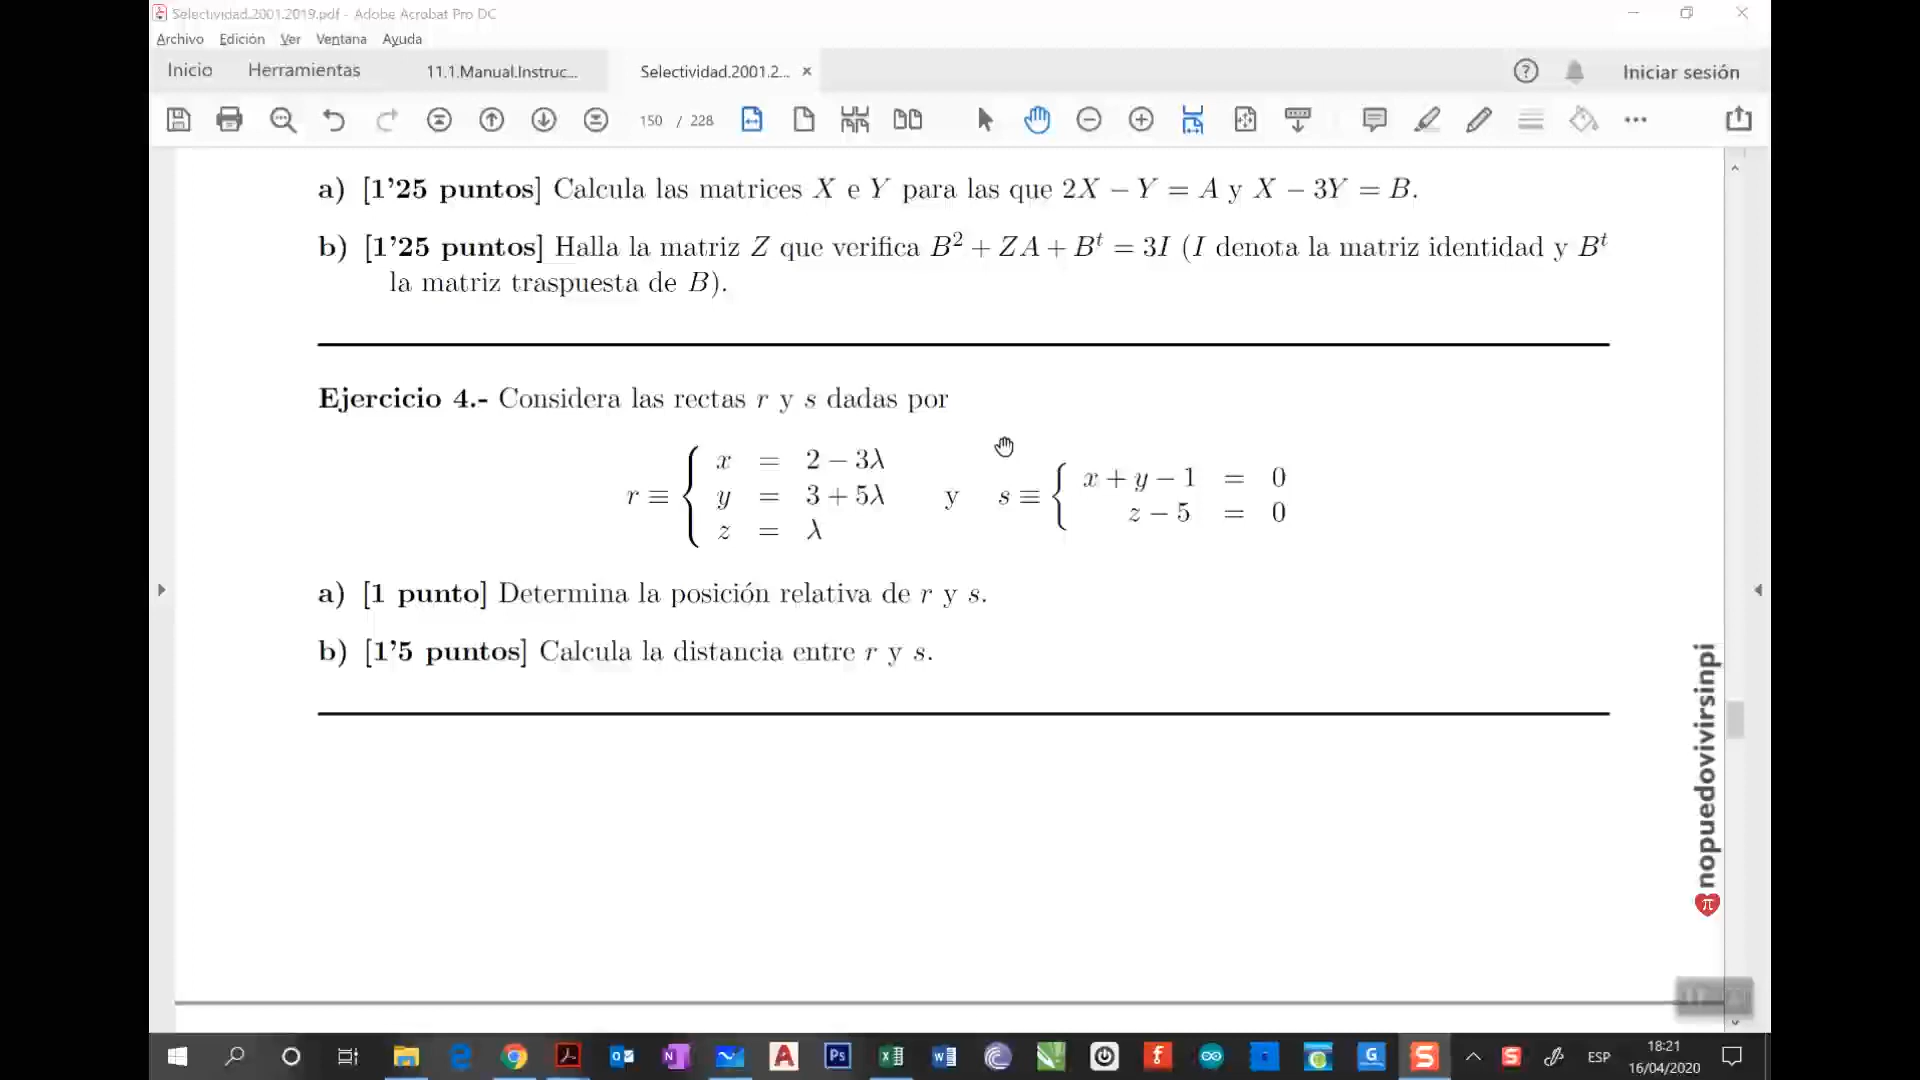 Selectividad.2001.2019.pdf - Adobe Acrobat Pro DC
Archivo Edición Ver Ventana Ayuda
Inicio Herramientas 11.1.Manual.Instruc... Selectividad.2001.2... × Iniciar sesión
150 / 228
a) [1'25 puntos] Calcula las matrices X e Y para las que 2X − Y = A y X − 3Y = B.
b) [1'25 puntos] Halla la matriz Z que verifica B² + ZA + Bᵗ = 3I (I denota la matriz identidad y Bᵗ
la matriz traspuesta de B).
Ejercicio 4.- Considera las rectas r y s dadas por
r ≡ { x = 2 − 3λ
y = 3 + 5λ
z = λ
y s ≡ { x + y − 1 = 0
z − 5 = 0
a) [1 punto] Determina la posición relativa de r y s.
b) [1'5 puntos] Calcula la distancia entre r y s.
nopuedovivirsinpi
π
ESP
18:21
16/04/2020